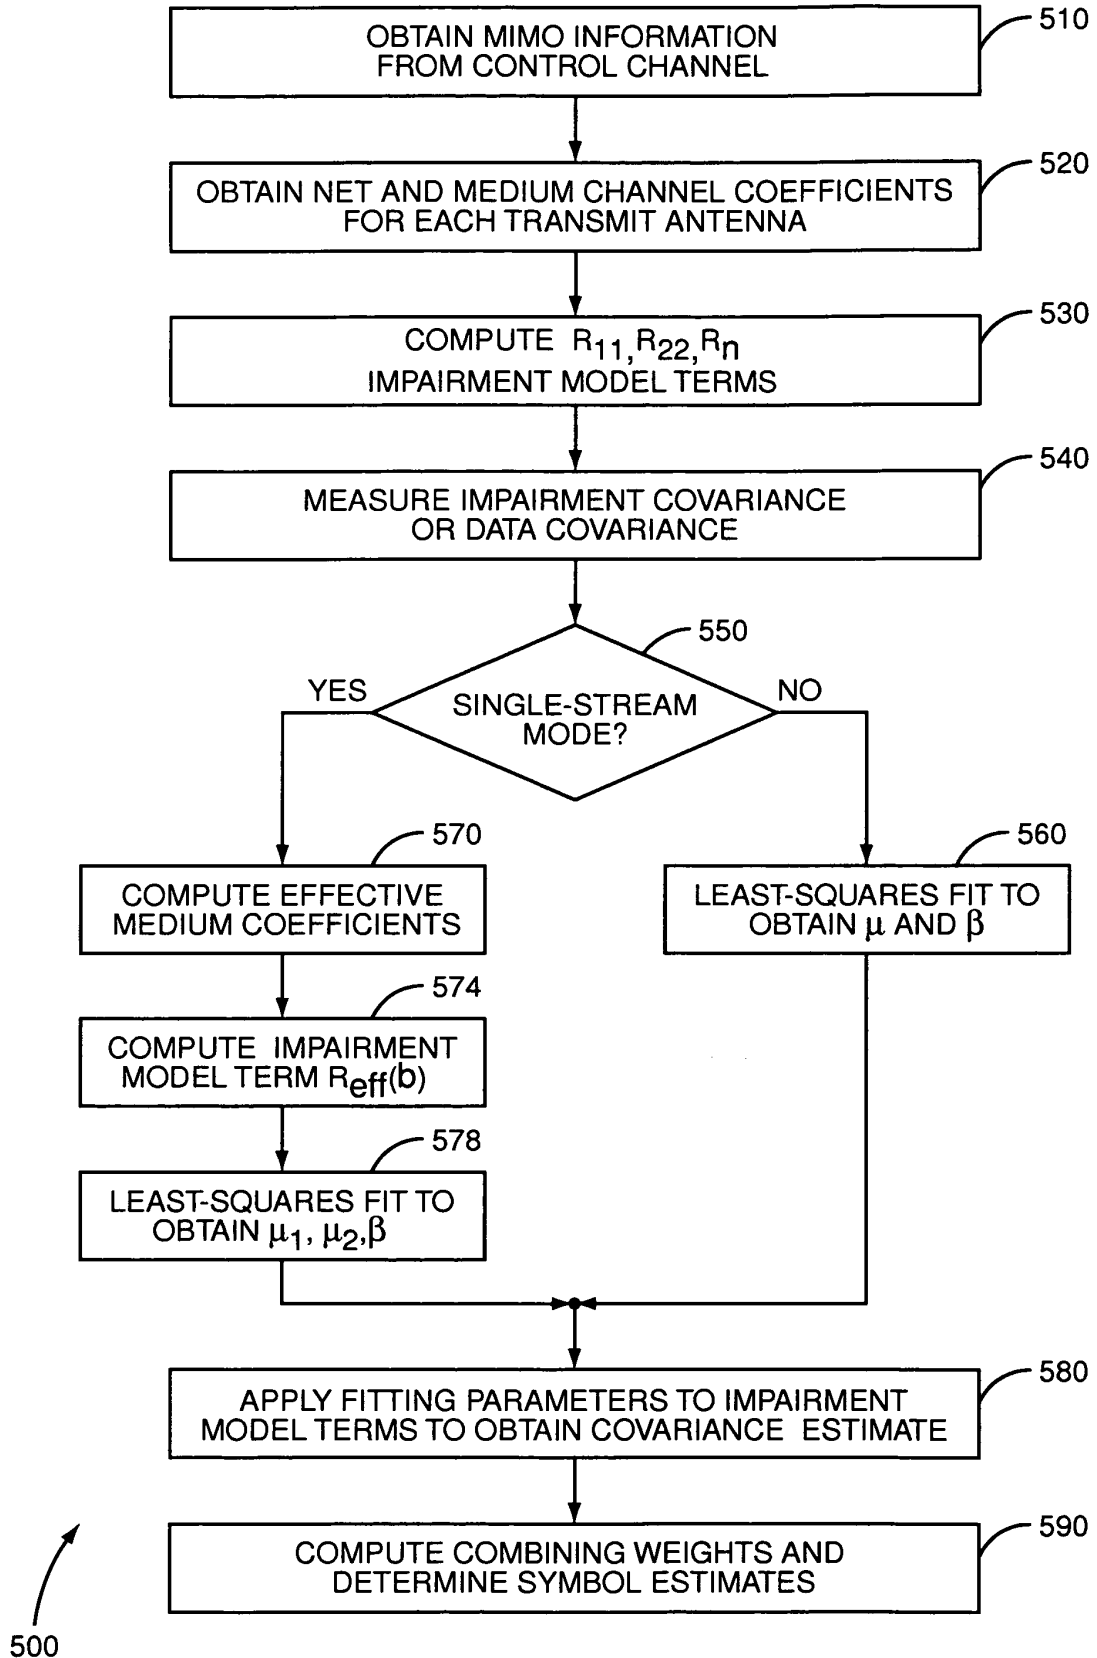 OBTAIN MIMO INFORMATION
FROM CONTROL CHANNEL
510
OBTAIN NET AND MEDIUM CHANNEL COEFFICIENTS
FOR EACH TRANSMIT ANTENNA
520
COMPUTE R11,R22,Rn
IMPAIRMENT MODEL TERMS
530
MEASURE IMPAIRMENT COVARIANCE
OR DATA COVARIANCE
540
SINGLE-STREAM
MODE?
550
YES
NO
COMPUTE EFFECTIVE
MEDIUM COEFFICIENTS
570
LEAST-SQUARES FIT TO
OBTAIN μ AND β
560
COMPUTE IMPAIRMENT
MODEL TERM Reff(b)
574
LEAST-SQUARES FIT TO
OBTAIN μ1, μ2,β
578
APPLY FITTING PARAMETERS TO IMPAIRMENT
MODEL TERMS TO OBTAIN COVARIANCE ESTIMATE
580
COMPUTE COMBINING WEIGHTS AND
DETERMINE SYMBOL ESTIMATES
590
500